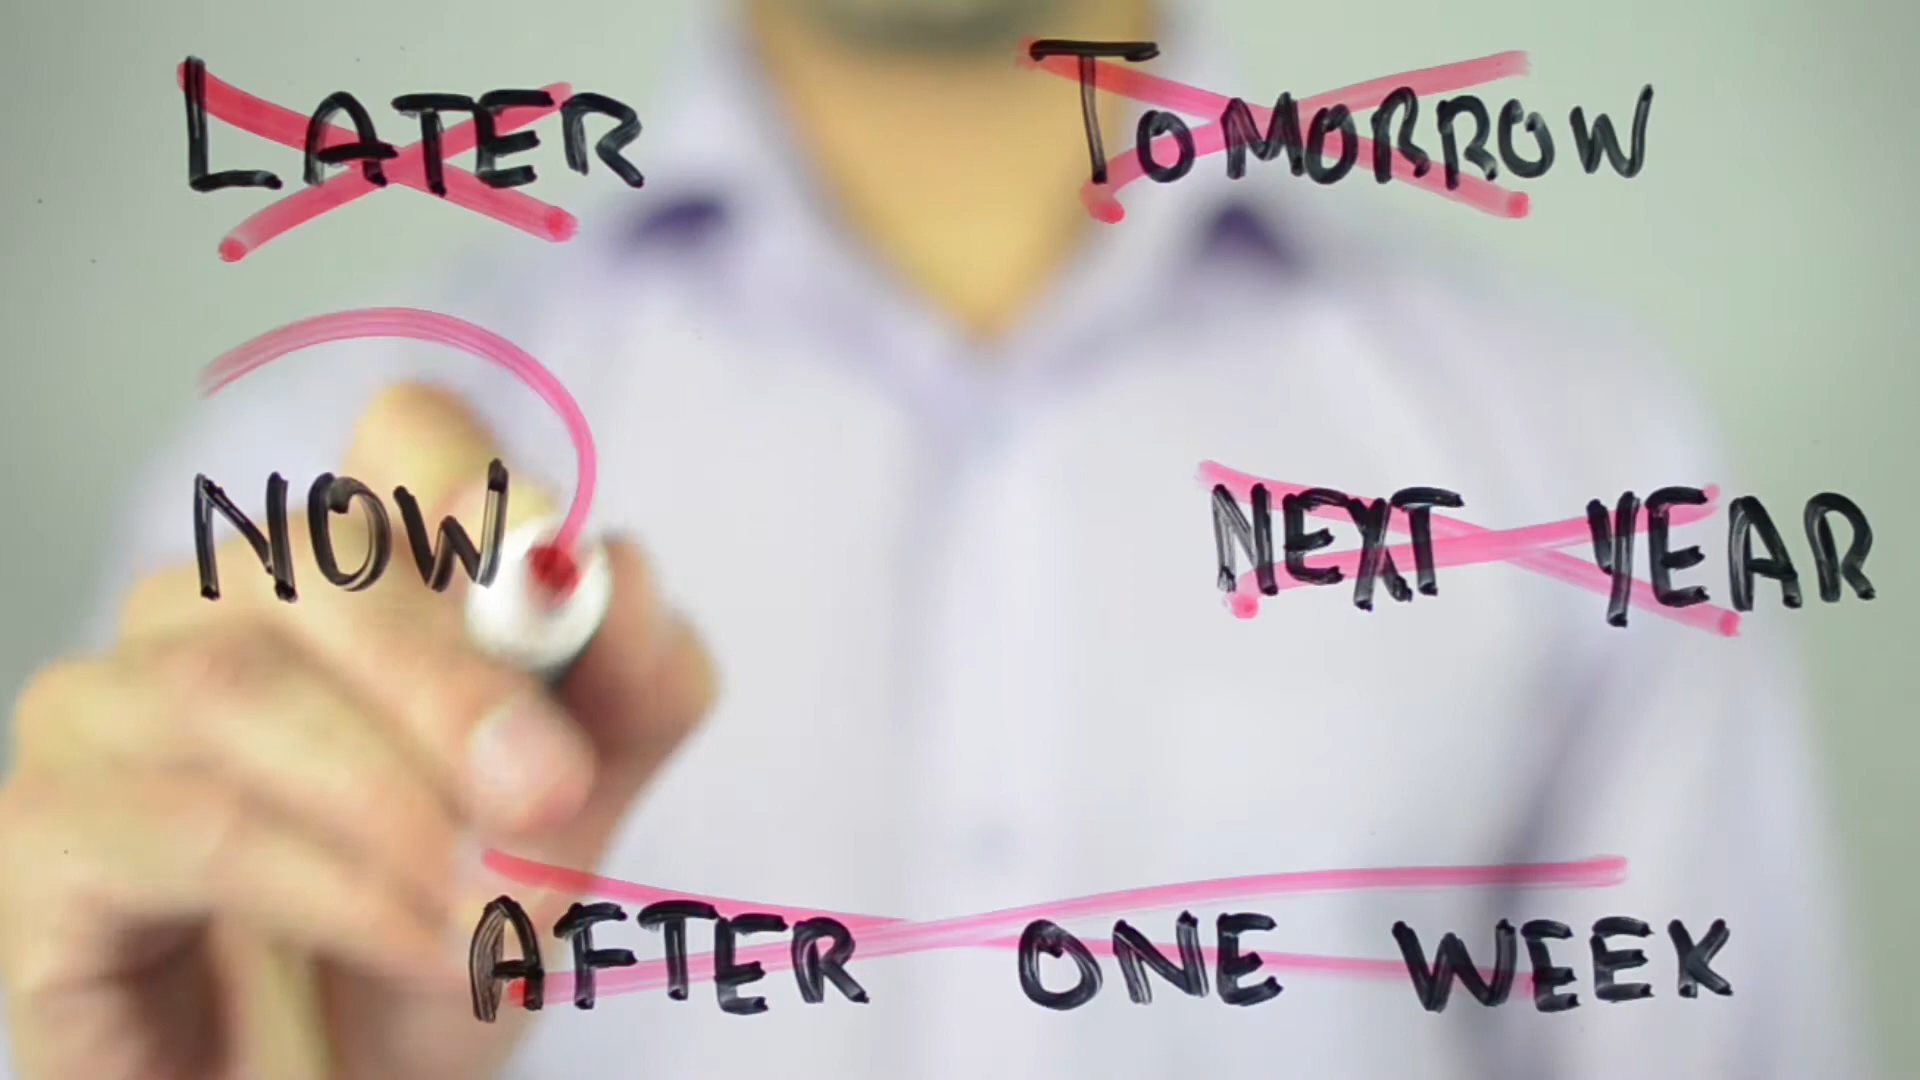 LATER
TOMORROW
NOW
NEXT YEAR
AFTER ONE WEEK